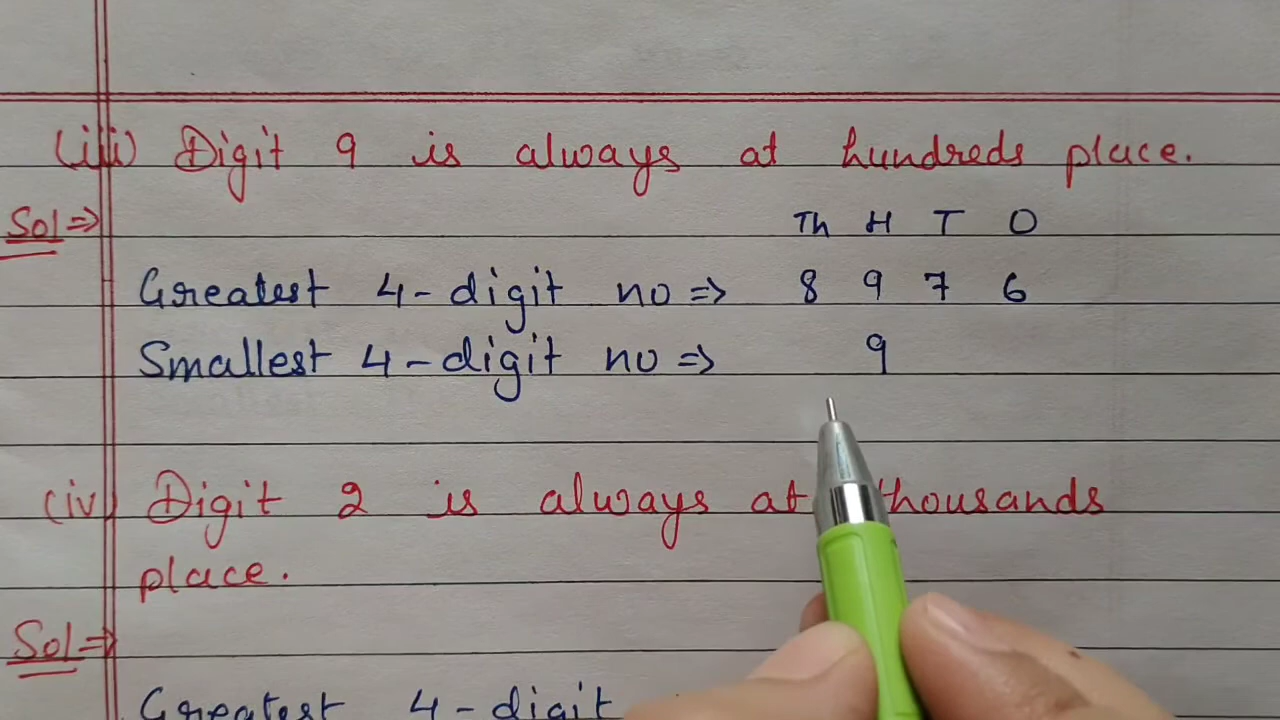 (iii) Digit 9 is always at hundreds place.
Sol ⇒ Th H T O
Greatest 4-digit no ⇒ 8 9 7 6
Smallest 4-digit no ⇒ 9
(iv) Digit 2 is always at thousands
place.
Sol ⇒
Greatest 4-digit